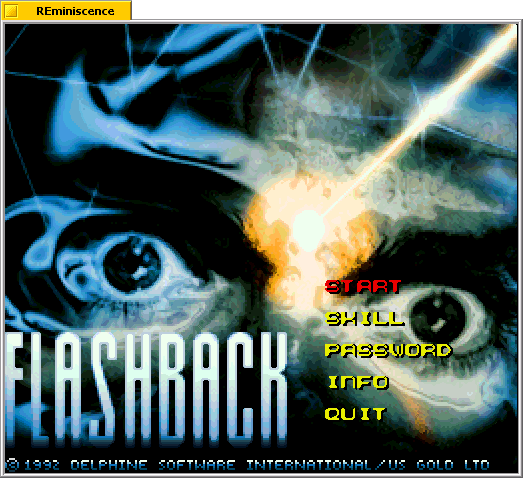 REminiscence
START
SKILL
PASSWORD
INFO
QUIT
FLASHBACK
© 1992 DELPHINE SOFTWARE INTERNATIONAL/US GOLD LTD